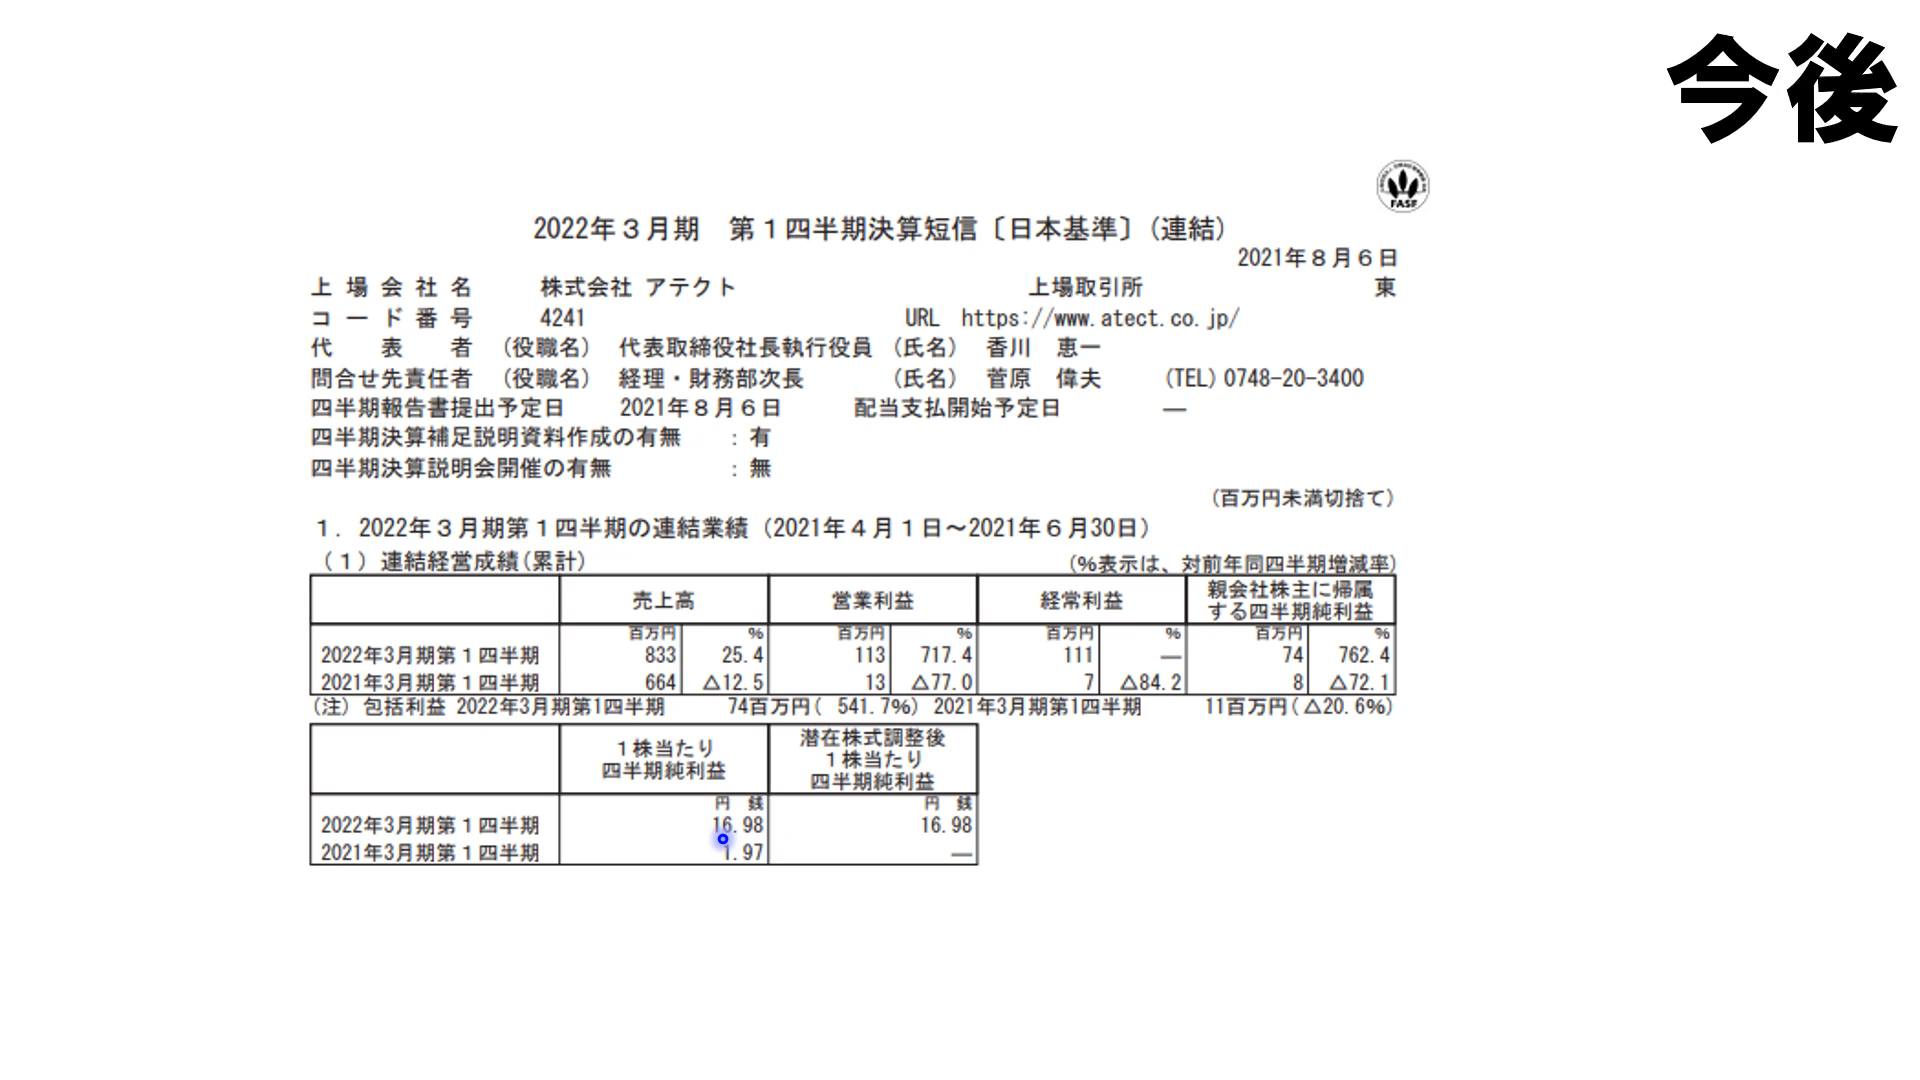 今後
FASF
2022年3月期　第1四半期決算短信〔日本基準〕(連結)
2021年8月6日
上場会社名　株式会社 アテクト　上場取引所　東
コード番号　4241　URL　https://www.atect.co.jp/
代表者　(役職名)　代表取締役社長執行役員　(氏名)　香川　恵一
問合せ先責任者　(役職名)　経理・財務部次長　(氏名)　菅原　偉夫　(TEL) 0748-20-3400
四半期報告書提出予定日　2021年8月6日　配当支払開始予定日　―
四半期決算補足説明資料作成の有無　：有
四半期決算説明会開催の有無　：無
(百万円未満切捨て)
1．2022年3月期第1四半期の連結業績（2021年4月1日～2021年6月30日）
（1）連結経営成績(累計)　(%表示は、対前年同四半期増減率)
売上高　営業利益　経常利益　親会社株主に帰属
する四半期純利益
百万円　%　百万円　%　百万円　%　百万円　%
2022年3月期第1四半期　833　25.4　113　717.4　111　―　74　762.4
2021年3月期第1四半期　664　△12.5　13　△77.0　7　△84.2　8　△72.1
(注) 包括利益 2022年3月期第1四半期　74百万円( 541.7%) 2021年3月期第1四半期　11百万円(△20.6%)
1株当たり
四半期純利益
潜在株式調整後
1株当たり
四半期純利益
円 銭　円 銭
2022年3月期第1四半期　16.98　16.98
2021年3月期第1四半期　1.97　―